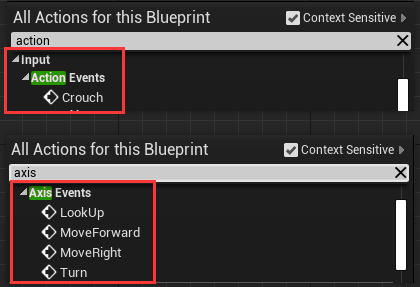 All Actions for this Blueprint Context Sensitive
action
Input
Action Events
Crouch
All Actions for this Blueprint Context Sensitive
axis
Axis Events
LookUp
MoveForward
MoveRight
Turn